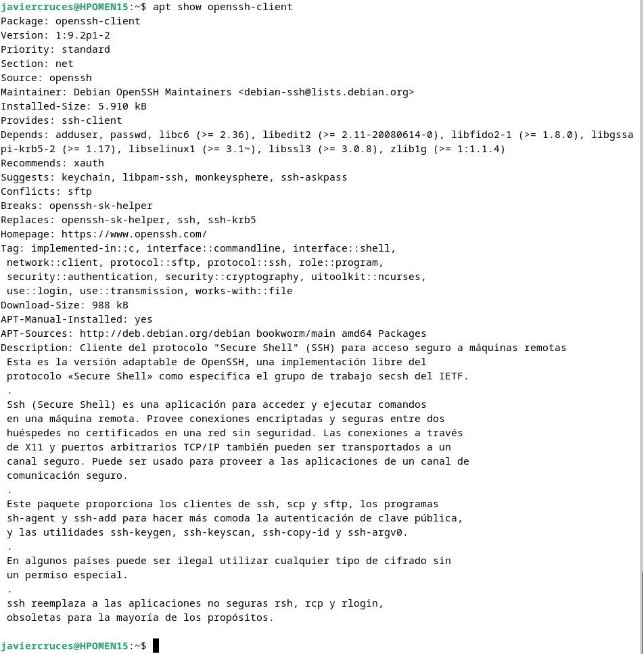 javiercruces@HPOMEN15:~$ apt show openssh-client
Package: openssh-client
Version: 1:9.2p1-2
Priority: standard
Section: net
Source: openssh
Maintainer: Debian OpenSSH Maintainers <debian-ssh@lists.debian.org>
Installed-Size: 5.910 kB
Provides: ssh-client
Depends: adduser, passwd, libc6 (>= 2.36), libedit2 (>= 2.11-20080614-0), libfido2-1 (>= 1.8.0), libgssa
pi-krb5-2 (>= 1.17), libselinux1 (>= 3.1~), libssl3 (>= 3.0.8), zlib1g (>= 1:1.1.4)
Recommends: xauth
Suggests: keychain, libpam-ssh, monkeysphere, ssh-askpass
Conflicts: sftp
Breaks: openssh-sk-helper
Replaces: openssh-sk-helper, ssh, ssh-krb5
Homepage: https://www.openssh.com/
Tag: implemented-in::c, interface::commandline, interface::shell,
 network::client, protocol::sftp, protocol::ssh, role::program,
 security::authentication, security::cryptography, uitoolkit::ncurses,
 use::login, use::transmission, works-with::file
Download-Size: 988 kB
APT-Manual-Installed: yes
APT-Sources: http://deb.debian.org/debian bookworm/main amd64 Packages
Description: Cliente del protocolo "Secure Shell" (SSH) para acceso seguro a máquinas remotas
 Esta es la versión adaptable de OpenSSH, una implementación libre del
 protocolo «Secure Shell» como especifica el grupo de trabajo secsh del IETF.
 .
 Ssh (Secure Shell) es una aplicación para acceder y ejecutar comandos
 en una máquina remota. Provee conexiones encriptadas y seguras entre dos
 huéspedes no certificados en una red sin seguridad. Las conexiones a través
 de X11 y puertos arbitrarios TCP/IP también pueden ser transportados a un
 canal seguro. Puede ser usado para proveer a las aplicaciones de un canal de
 comunicación seguro.
 .
 Este paquete proporciona los clientes de ssh, scp y sftp, los programas
 sh-agent y ssh-add para hacer más comoda la autenticación de clave pública,
 y las utilidades ssh-keygen, ssh-keyscan, ssh-copy-id y ssh-argv0.
 .
 En algunos países puede ser ilegal utilizar cualquier tipo de cifrado sin
 un permiso especial.
 .
 ssh reemplaza a las aplicaciones no seguras rsh, rcp y rlogin,
 obsoletas para la mayoría de los propósitos.

javiercruces@HPOMEN15:~$